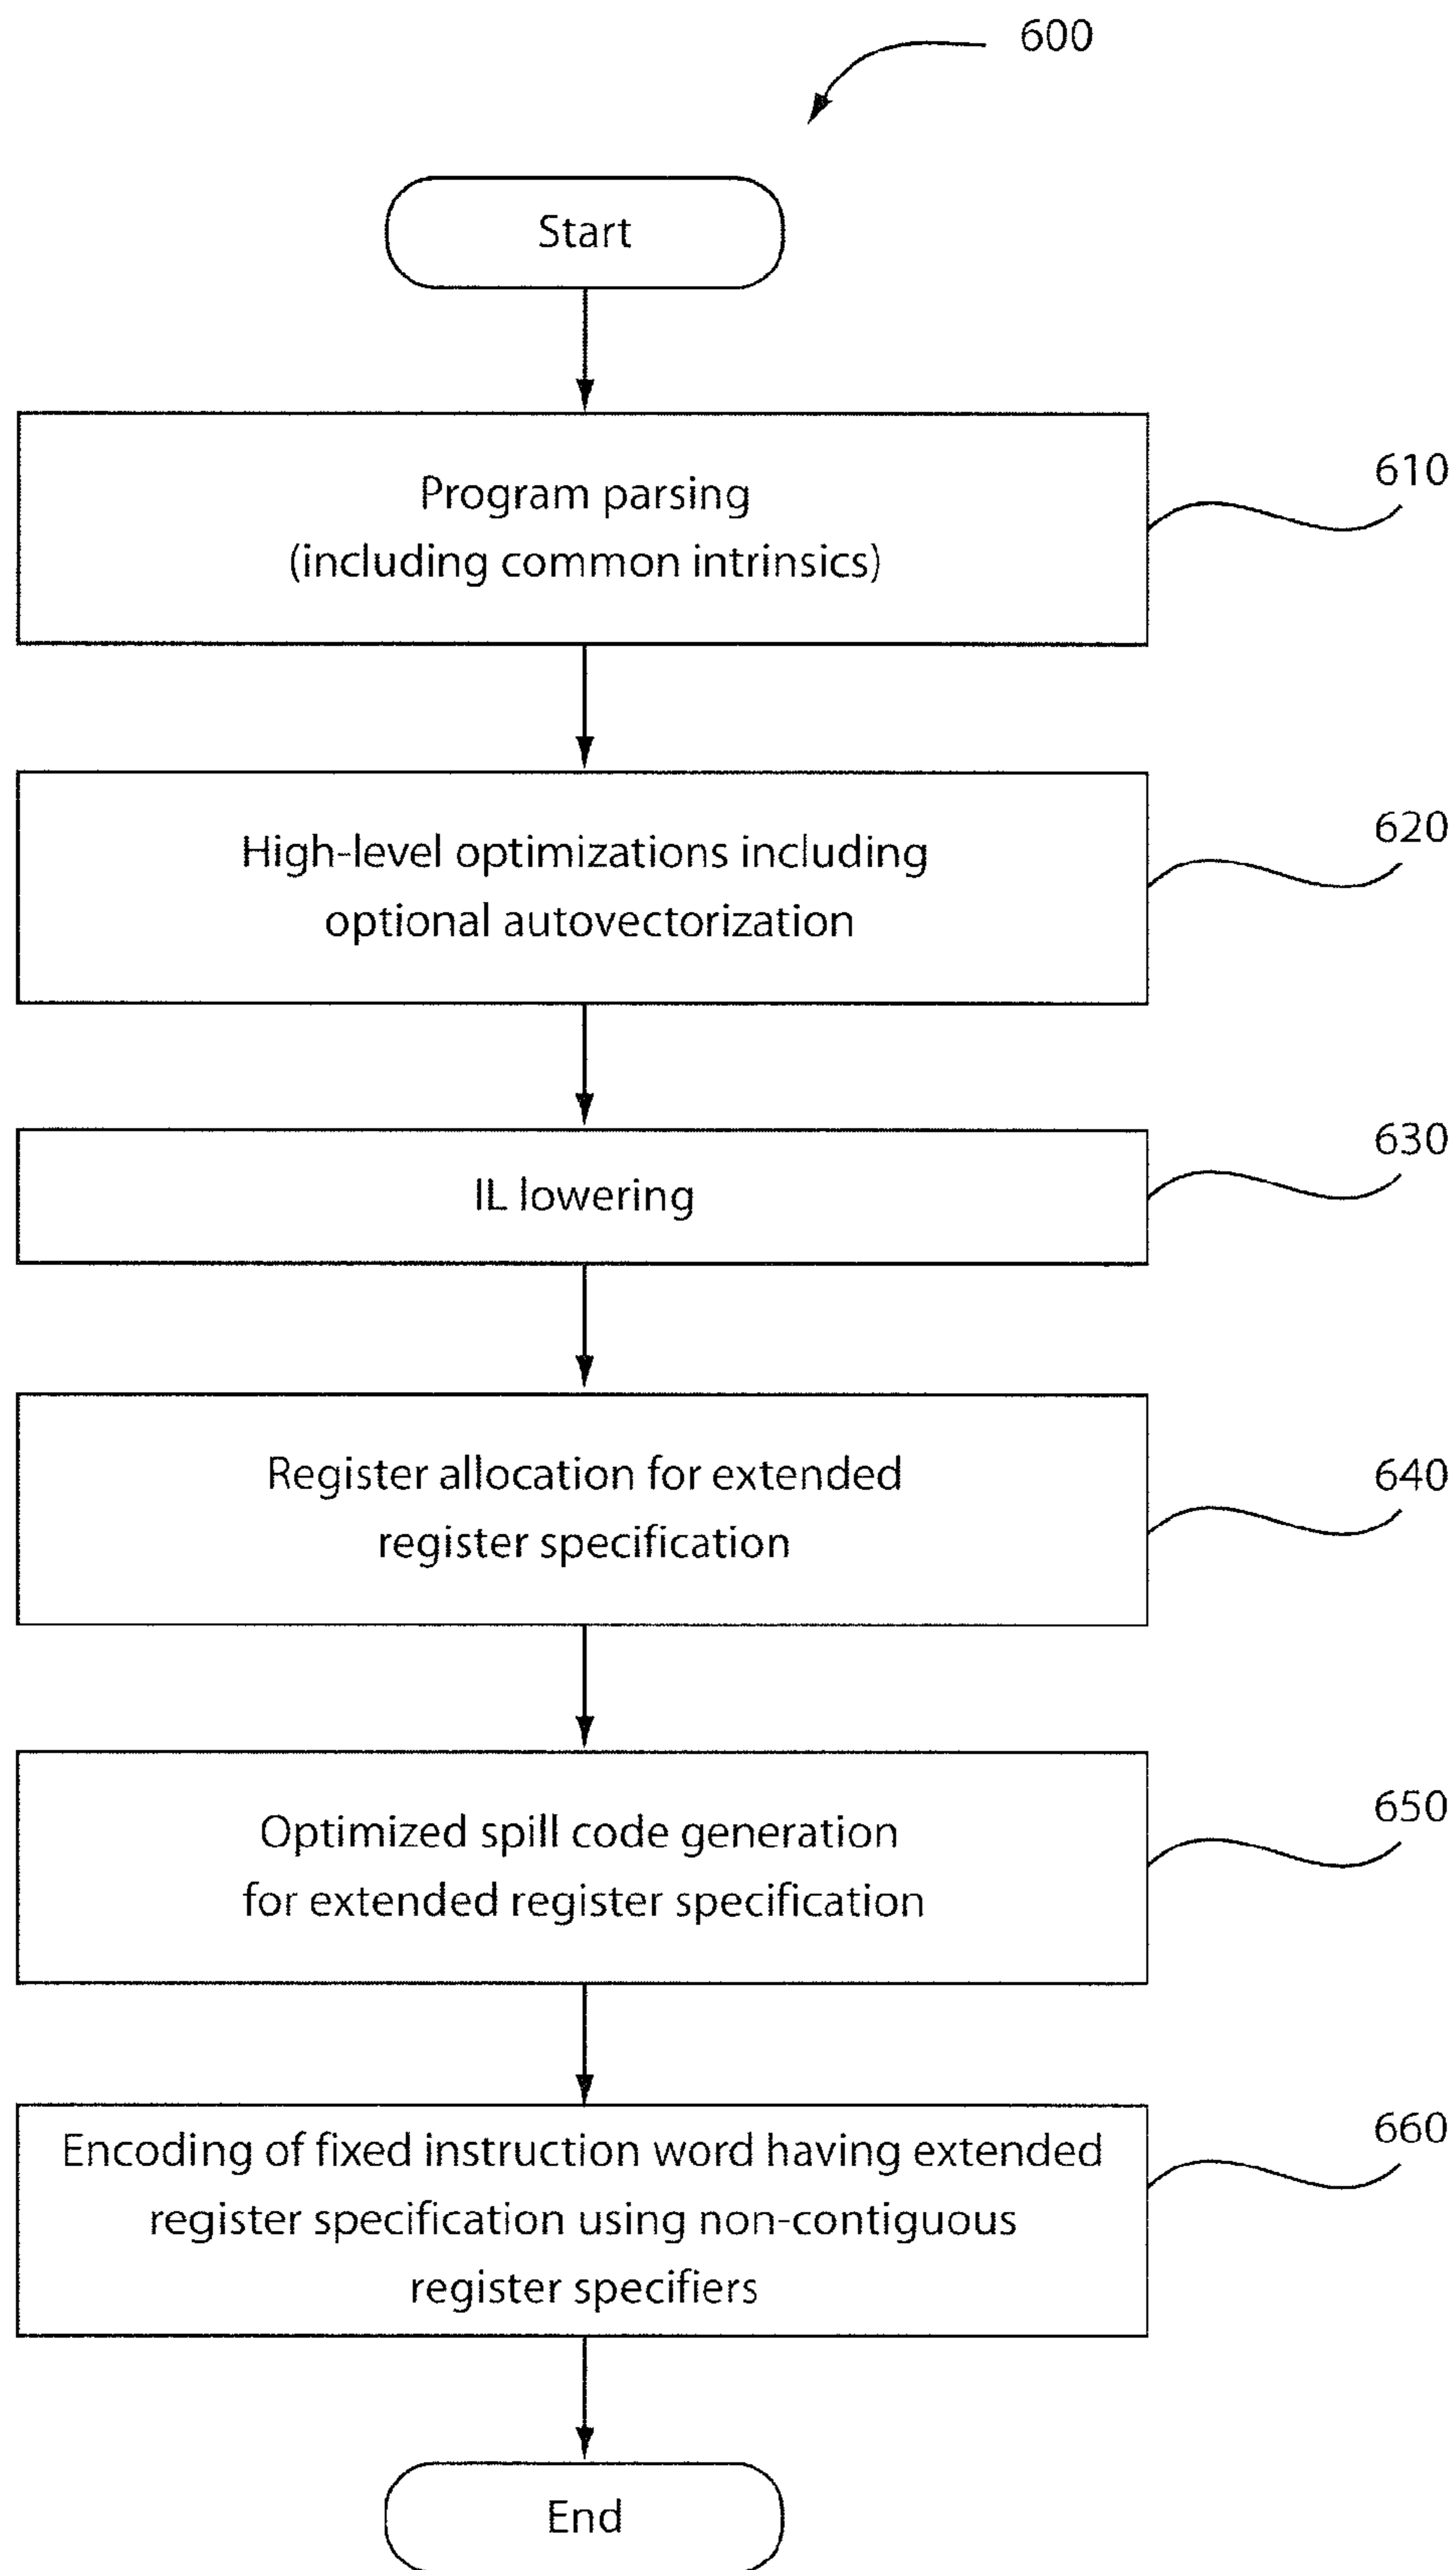 600
Start
Program parsing
(including common intrinsics)
610
High-level optimizations including
optional autovectorization
620
IL lowering
630
Register allocation for extended
register specification
640
Optimized spill code generation
for extended register specification
650
Encoding of fixed instruction word having extended
register specification using non-contiguous
register specifiers
660
End